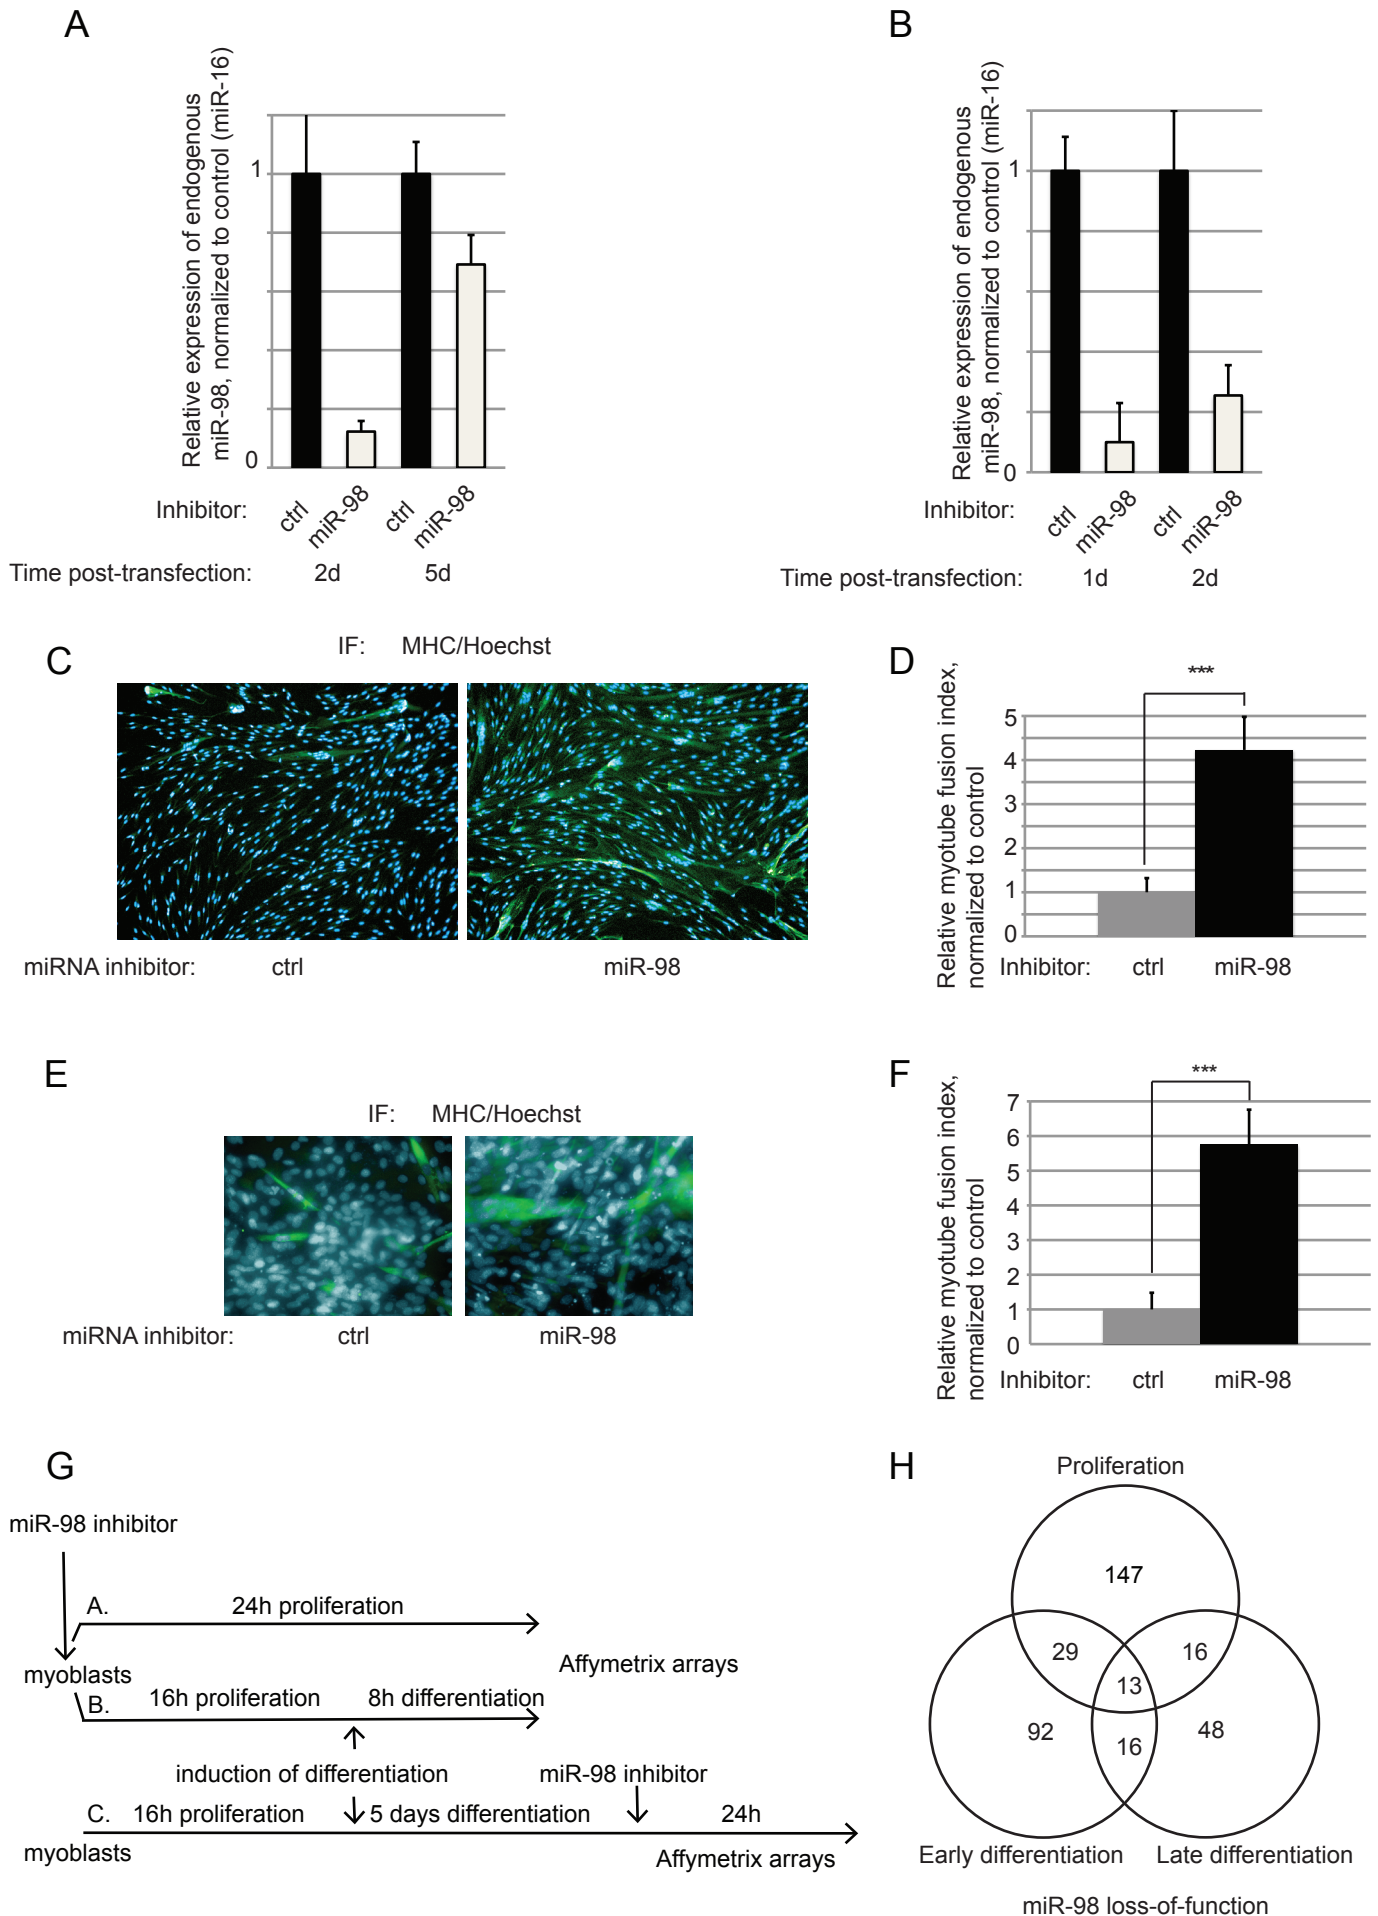 A
Relative expression of endogenous
miR-98, normalized to control (miR-16)
1
0
Inhibitor:
ctrl
miR-98
ctrl
miR-98
Time post-transfection:
2d
5d
B
Relative expression of endogenous
miR-98, normalized to control (miR-16)
1
0
Inhibitor:
ctrl
miR-98
ctrl
miR-98
Time post-transfection:
1d
2d
C
IF: MHC/Hoechst
miRNA inhibitor:
ctrl
miR-98
D
Relative myotube fusion index,
normalized to control
***
5
4
3
2
1
0
Inhibitor:
ctrl
miR-98
E
IF: MHC/Hoechst
miRNA inhibitor:
ctrl
miR-98
F
Relative myotube fusion index,
normalized to control
***
7
6
5
4
3
2
1
0
Inhibitor:
ctrl
miR-98
G
miR-98 inhibitor
A.
24h proliferation
myoblasts
Affymetrix arrays
B.
16h proliferation
8h differentiation
induction of differentiation
miR-98 inhibitor
C.
16h proliferation
5 days differentiation
24h
myoblasts
Affymetrix arrays
H
Proliferation
147
29
16
13
92
16
48
Early differentiation
Late differentiation
miR-98 loss-of-function